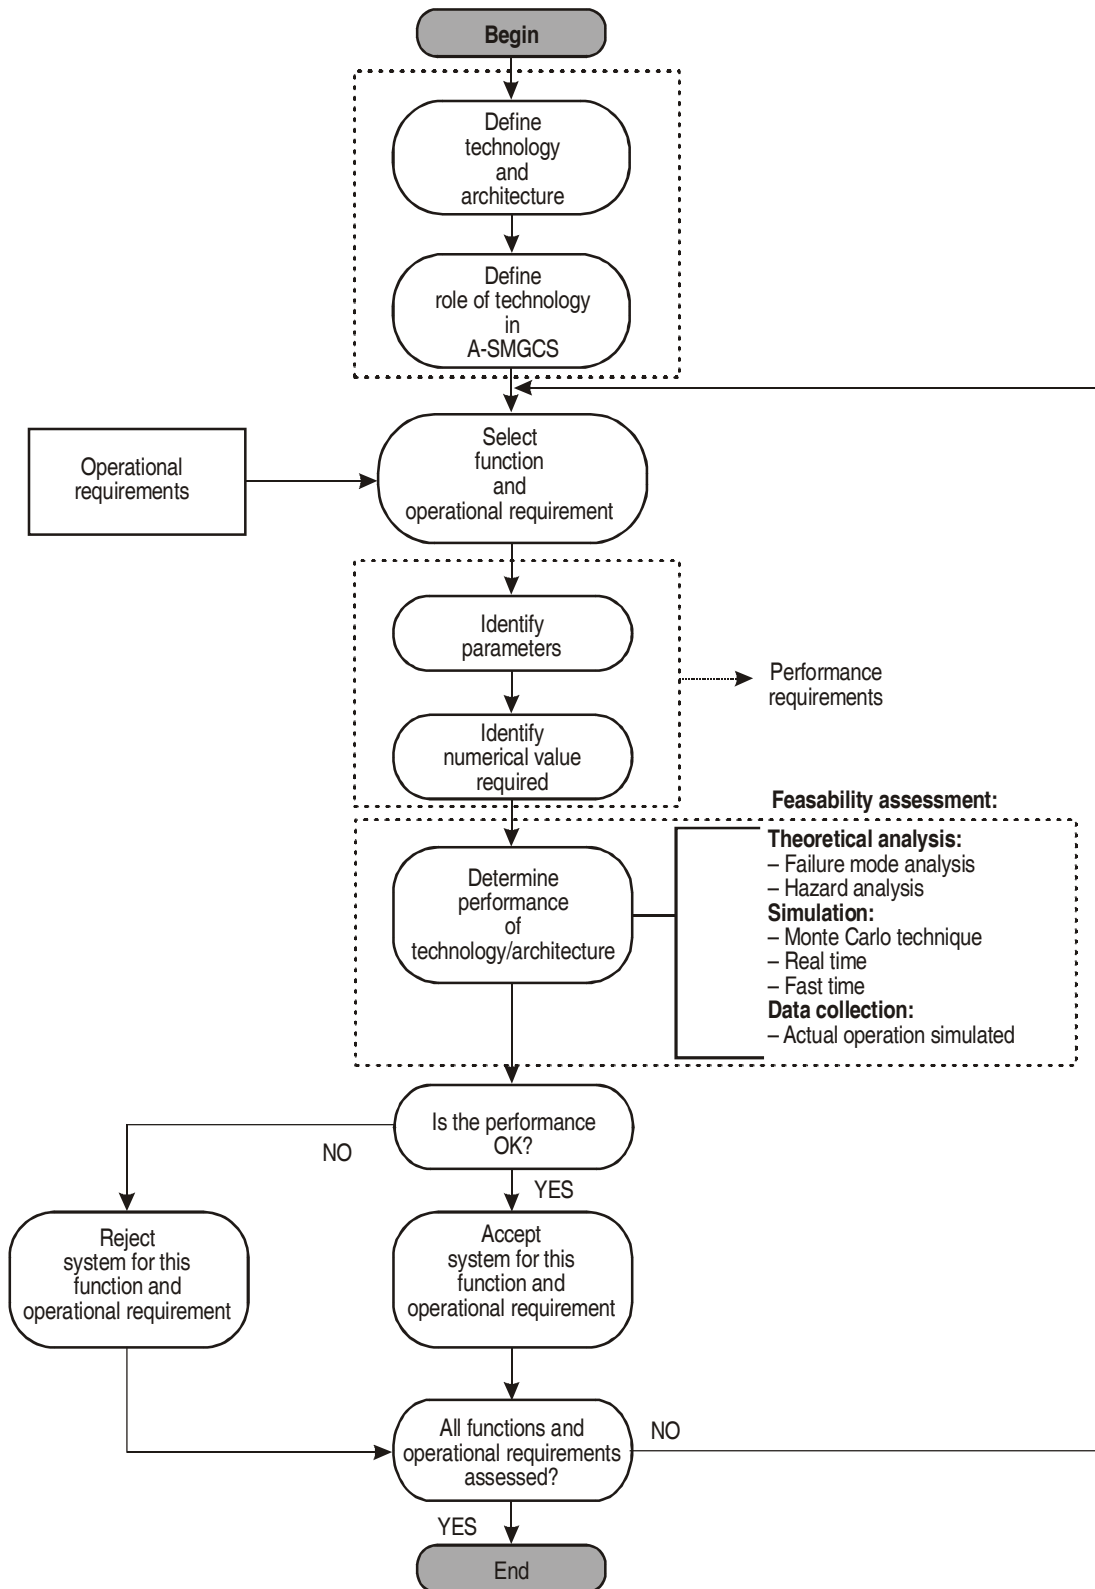 Begin
Define
technology
and
architecture
Define
role of technology
in
A-SMGCS
Operational
requirements
Select
function
and
operational requirement
Identify
parameters
Identify
numerical value
required
Performance
requirements
Feasability assessment:
Determine
performance
of
technology/architecture
Theoretical analysis:
– Failure mode analysis
– Hazard analysis
Simulation:
– Monte Carlo technique
– Real time
– Fast time
Data collection:
– Actual operation simulated
Is the performance
OK?
NO
YES
Reject
system for this
function and
operational requirement
Accept
system for this
function and
operational requirement
All functions and
operational requirements
assessed?
NO
YES
End